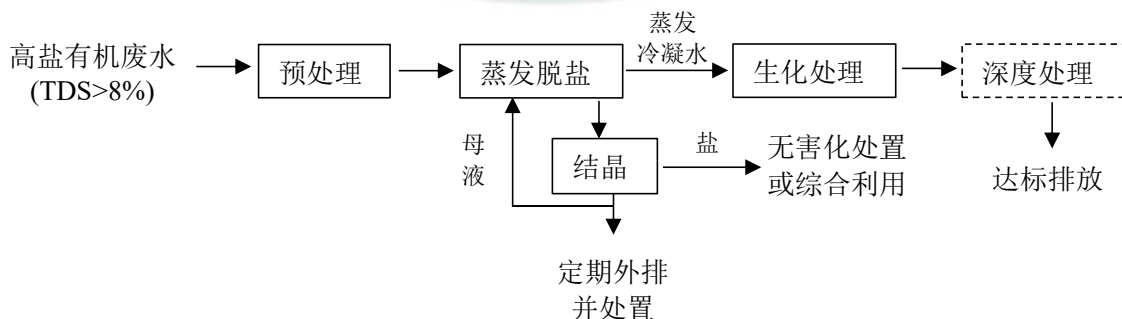 高盐有机废水
(TDS>8%)
预处理
蒸发脱盐
蒸发
冷凝水
生化处理
深度处理
母
液
结晶
盐
无害化处置
或综合利用
达标排放
定期外排
并处置